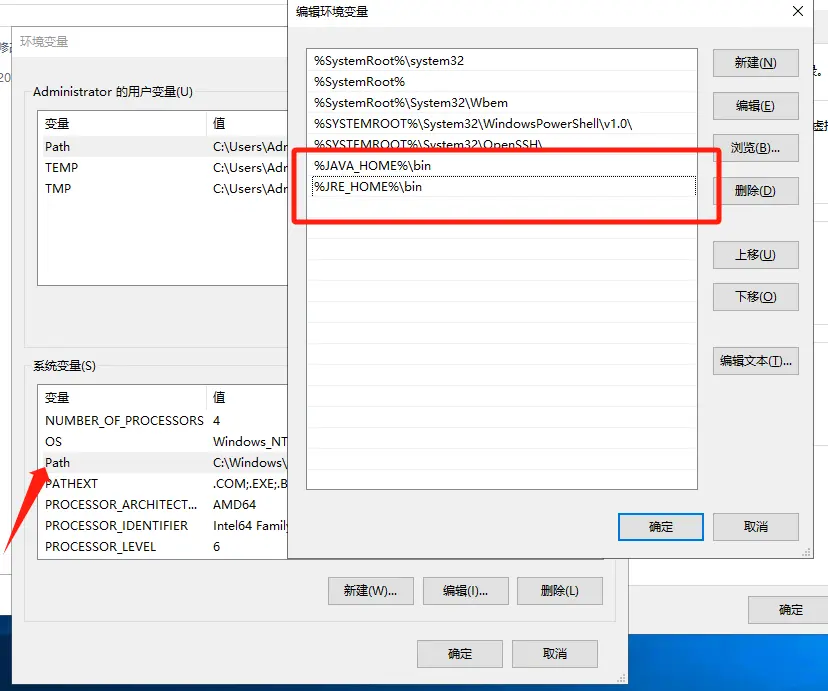 编辑环境变量
%SystemRoot%\system32
%SystemRoot%
%SystemRoot%\System32\Wbem
%SYSTEMROOT%\System32\WindowsPowerShell\v1.0\
%SYSTEMROOT%\System32\OpenSSH\
%JAVA_HOME%\bin
%JRE_HOME%\bin
新建(N)
编辑(E)
浏览(B)...
删除(D)
上移(U)
下移(O)
编辑文本(T)...
确定
取消
环境变量
Administrator 的用户变量(U)
变量 值
Path C:\Users\Adr
TEMP C:\Users\Adr
TMP C:\Users\Adr
系统变量(S)
变量 值
NUMBER_OF_PROCESSORS 4
OS Windows_NT
Path C:\Windows\
PATHEXT .COM;.EXE;.B
PROCESSOR_ARCHITECT... AMD64
PROCESSOR_IDENTIFIER Intel64 Family
PROCESSOR_LEVEL 6
新建(W)...
编辑(I)...
删除(L)
确定
取消
确定